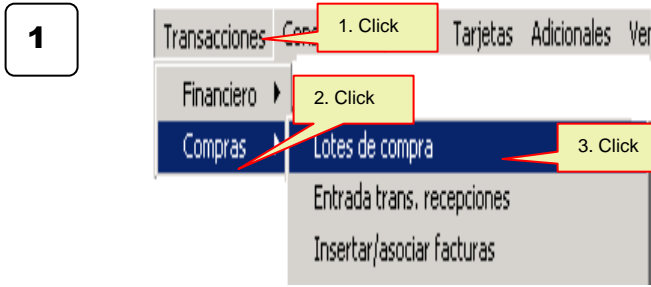 1
Transacciones 1. Click Tarjetas Adicionales Ver
Financiero 2. Click
Compras Lotes de compra 3. Click
Entrada trans. recepciones
Insertar/asociar facturas